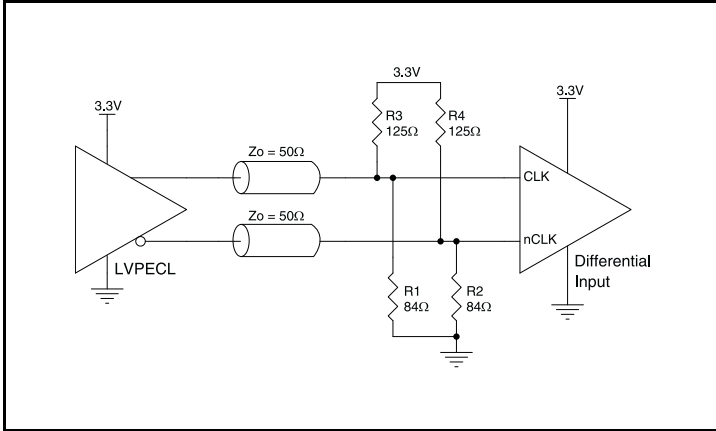 3.3V
3.3V
3.3V
R3
125Ω
R4
125Ω
Zo = 50Ω
CLK
Zo = 50Ω
nCLK
LVPECL
Differential
Input
R1
84Ω
R2
84Ω